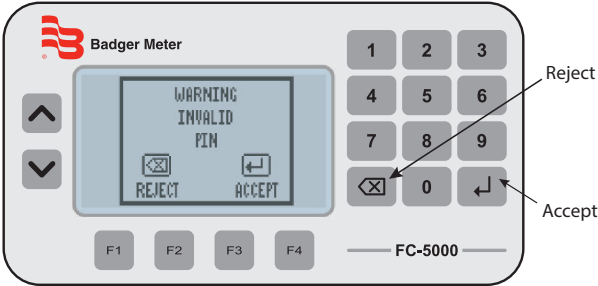 Badger Meter
®
WARNING
INVALID
PIN
REJECT ACCEPT
1 2 3
4 5 6
7 8 9
0
F1 F2 F3 F4
FC-5000
Reject
Accept